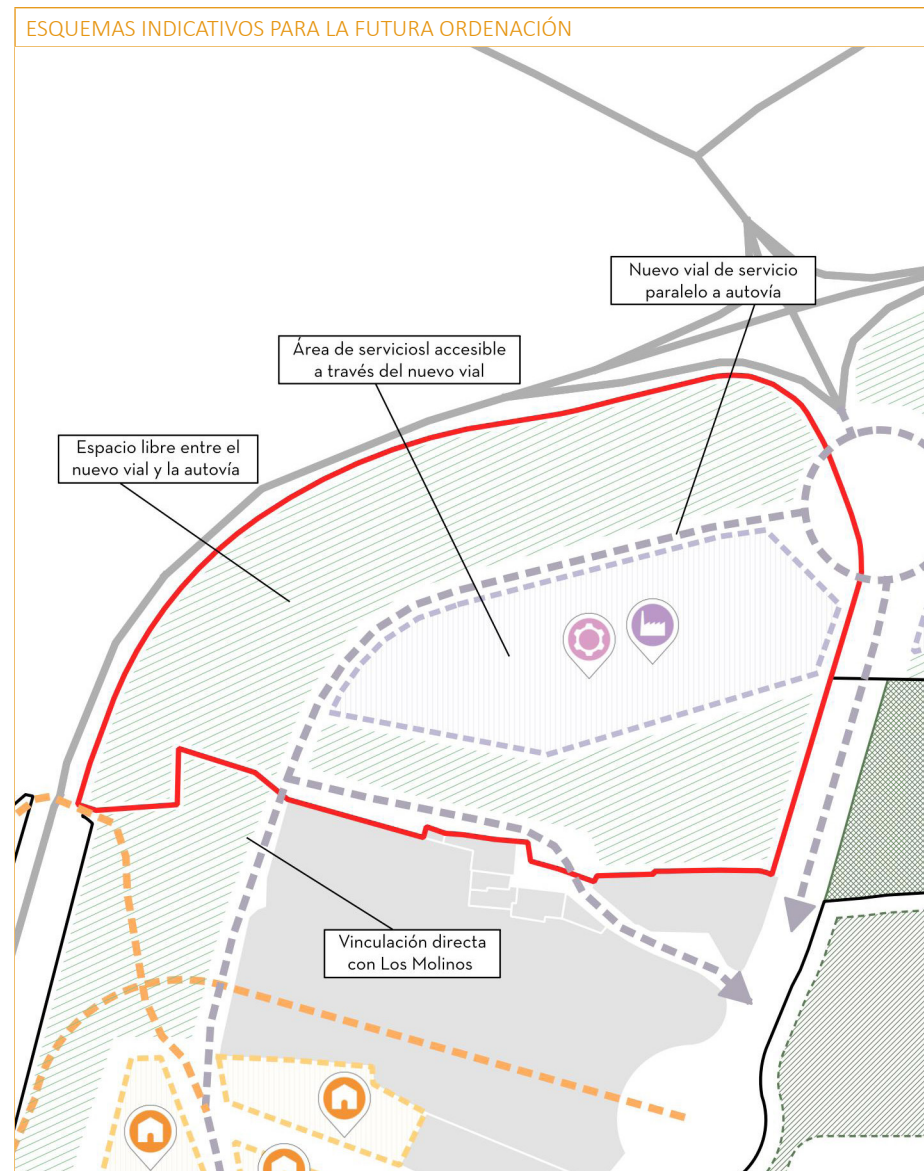 ESQUEMAS INDICATIVOS PARA LA FUTURA ORDENACIÓN
Nuevo vial de servicio
paralelo a autovía
Área de serviciosl accesible
a través del nuevo vial
Espacio libre entre el
nuevo vial y la autovía
Vinculación directa
con Los Molinos